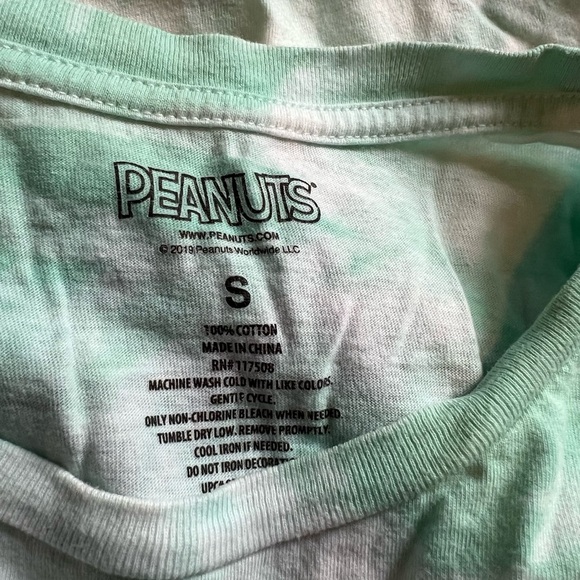 PEANUTS
WWW.PEANUTS.COM
© 2019 Peanuts Worldwide LLC
S
100% COTTON
MADE IN CHINA
RN# 117508
MACHINE WASH COLD WITH LIKE COLORS.
GENTLE CYCLE.
ONLY NON-CHLORINE BLEACH WHEN NEEDED.
TUMBLE DRY LOW. REMOVE PROMPTLY.
COOL IRON IF NEEDED.
DO NOT IRON